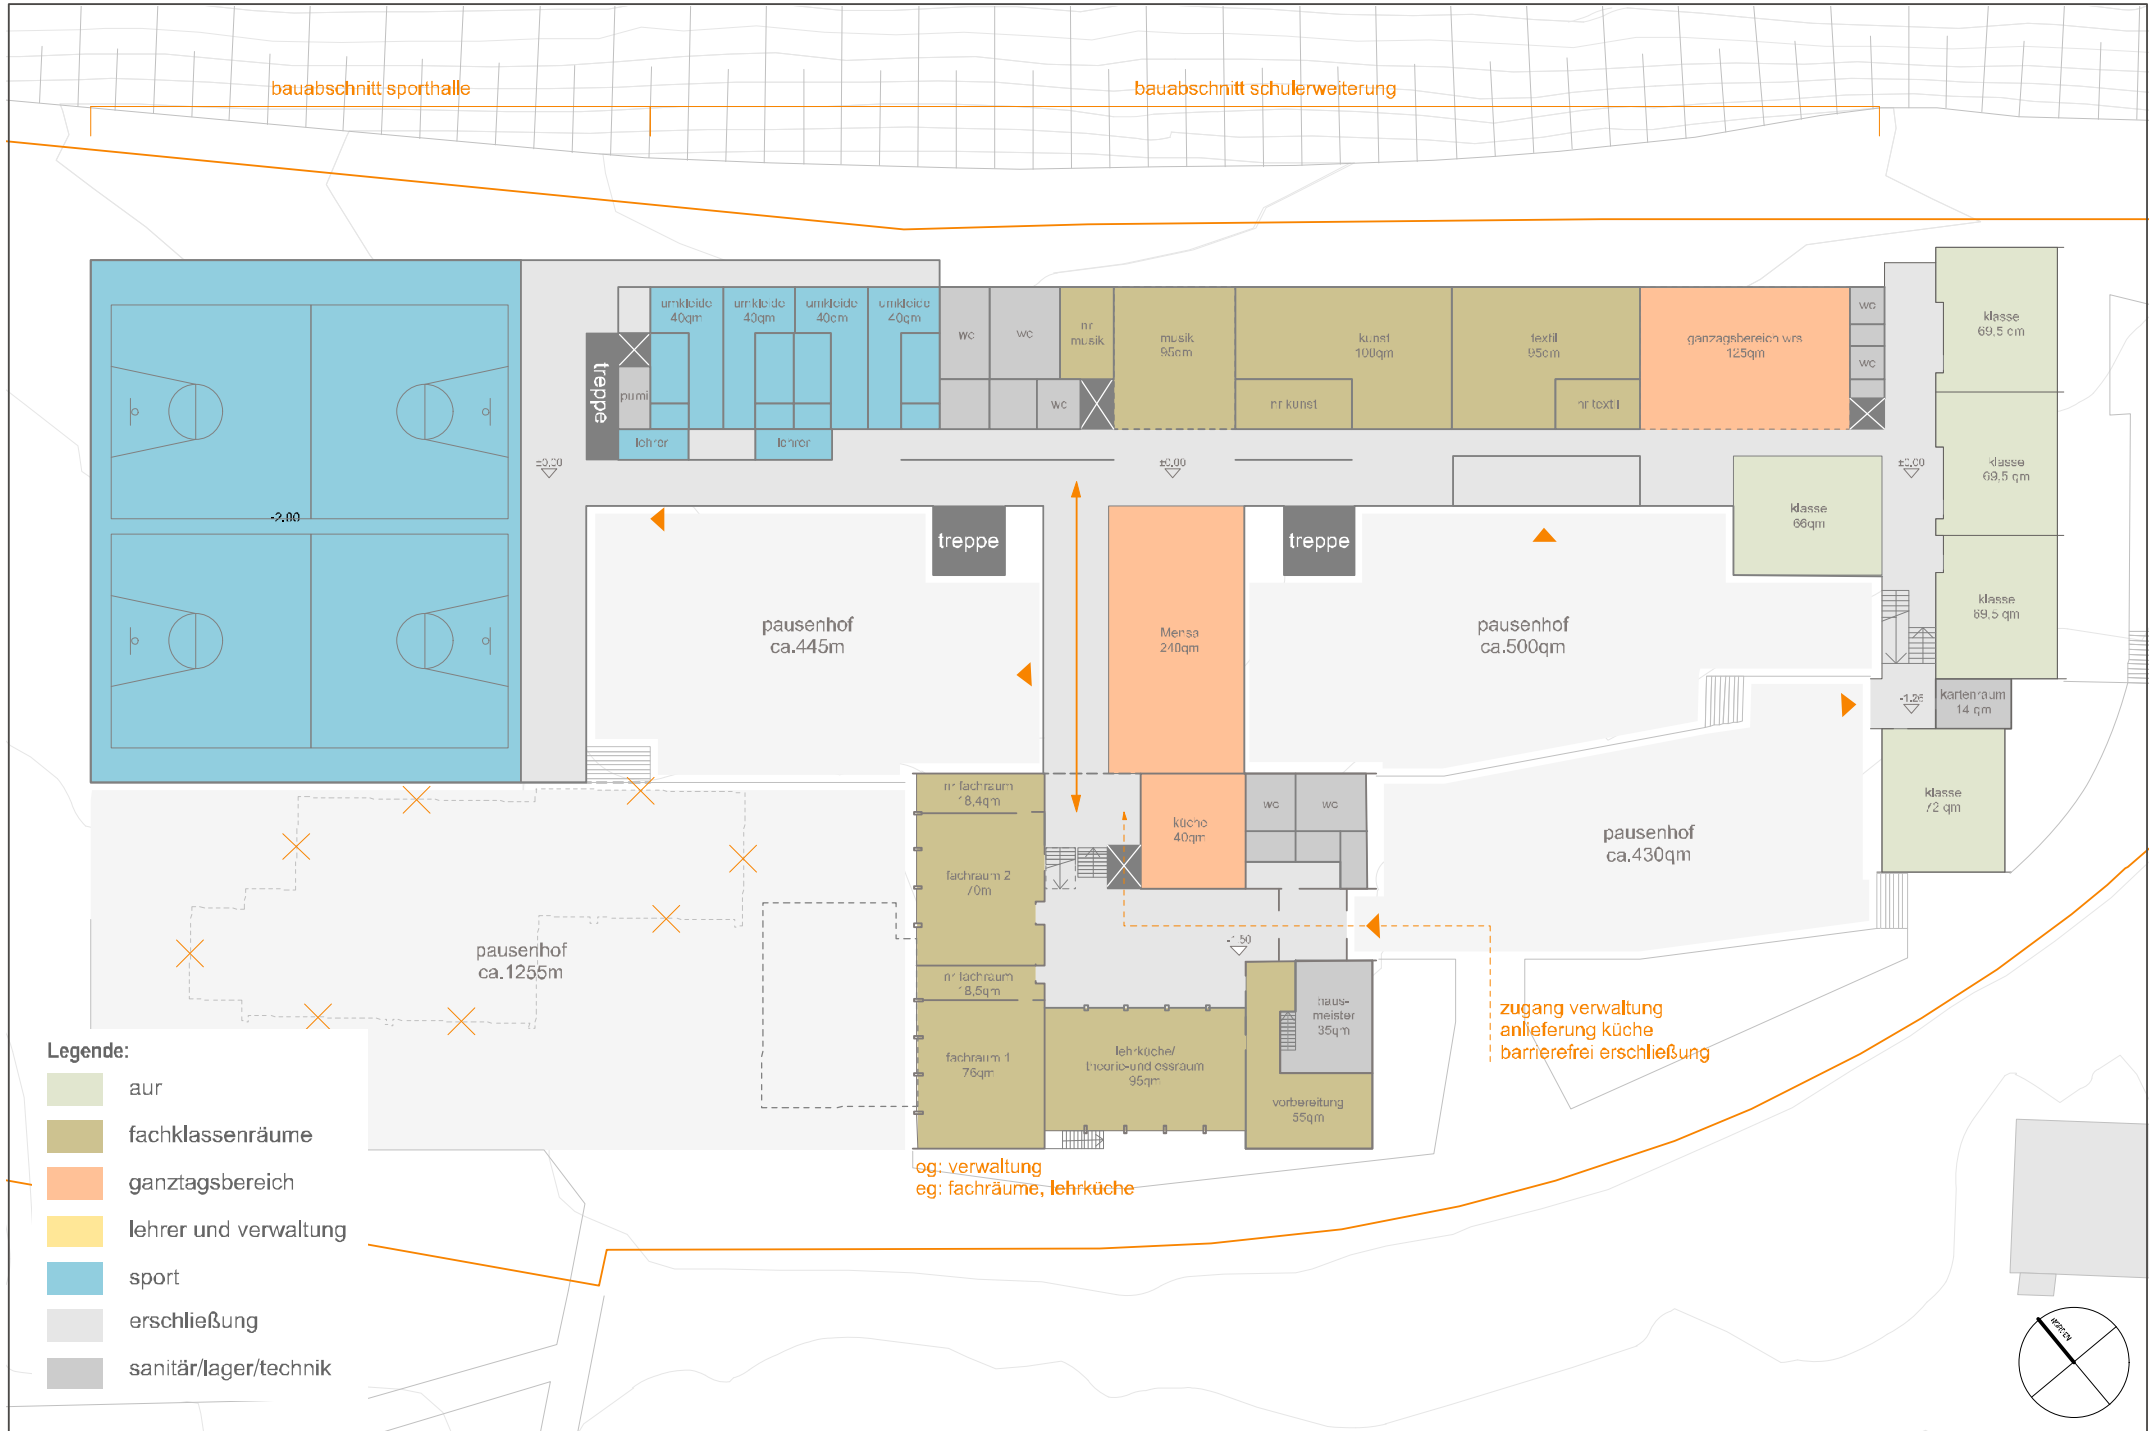 bauabschnitt sporthalle
bauabschnitt schulerweiterung
umkleide
40qm
umkleide
40qm
umkleide
40qm
umkleide
40qm
wc
wc
nr
musik
musik
95qm
kunst
100qm
nr kunst
textil
95qm
nr textil
ganzagsbereich wrs
125qm
wc
wc
wc
klasse
69,5 qm
treppe
pumi
lehrer
lehrer
±0,00
±0,00
±0,00
klasse
69,5 qm
klasse
66qm
-2,00
treppe
treppe
pausenhof
ca.445m
Mensa
240qm
pausenhof
ca.500qm
klasse
69,5 qm
-1,25
kartenraum
14 qm
nr fachraum
18,4qm
küche
40qm
wc
wc
pausenhof
ca.430qm
klasse
72 qm
fachraum 2
70m
pausenhof
ca.1255m
-1,50
nr fachraum
18,5qm
haus-
meister
35qm
zugang verwaltung
anlieferung küche
barrierefrei erschließung
fachraum 1
76qm
lehrküche/
theorie-und essraum
95qm
vorbereitung
55qm
og: verwaltung
eg: fachräume, lehrküche
Legende:
aur
fachklassenräume
ganztagsbereich
lehrer und verwaltung
sport
erschließung
sanitär/lager/technik
NORDEN